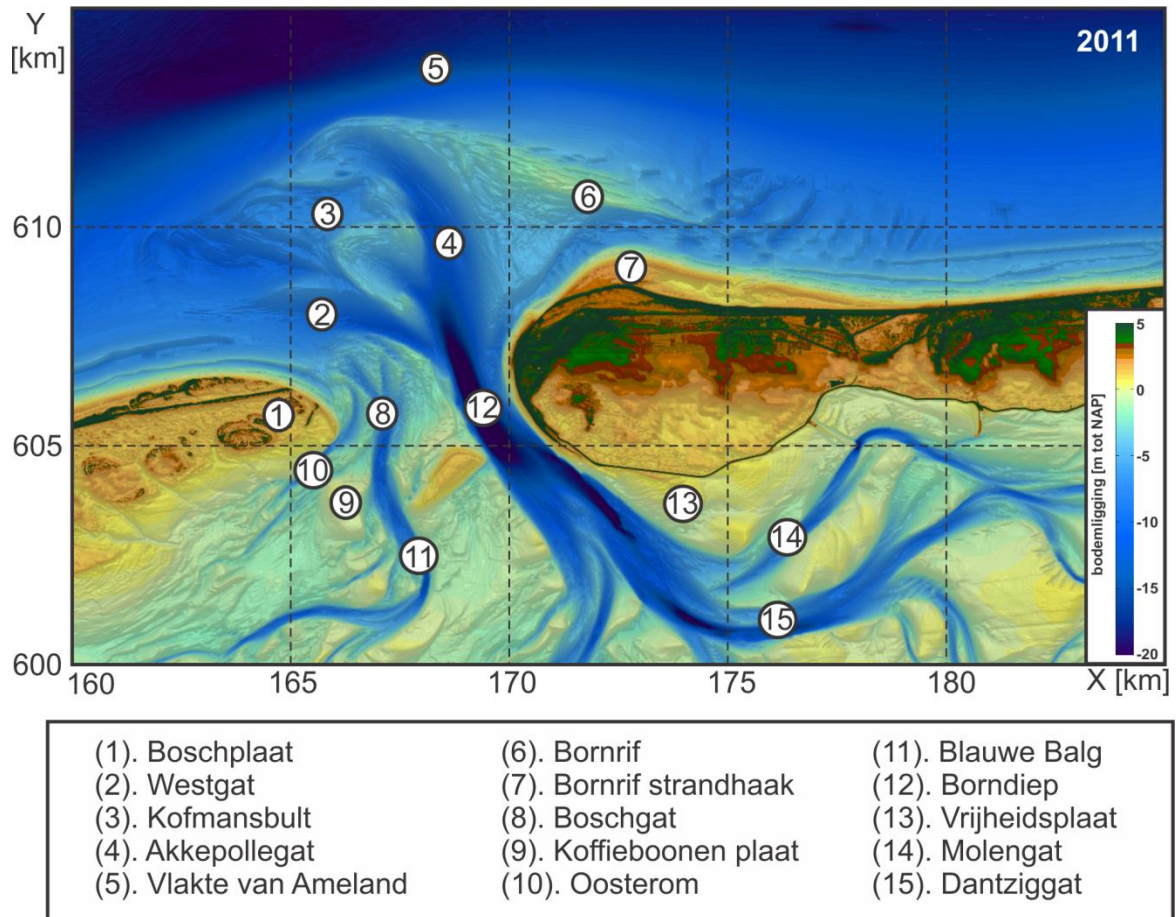 Y
[km]
2011
5
6
3
7
610
4
2
1
8
12
605
10
9
13
11
14
15
600
160
165
170
175
180
X [km]
bodemligging [m tot NAP]
5
0
-5
-10
-15
-20
(1). Boschplaat
(2). Westgat
(3). Kofmansbult
(4). Akkepollegat
(5). Vlakte van Ameland
(6). Bornrif
(7). Bornrif strandhaak
(8). Boschgat
(9). Koffieboonen plaat
(10). Oosterom
(11). Blauwe Balg
(12). Borndiep
(13). Vrijheidsplaat
(14). Molengat
(15). Dantziggat